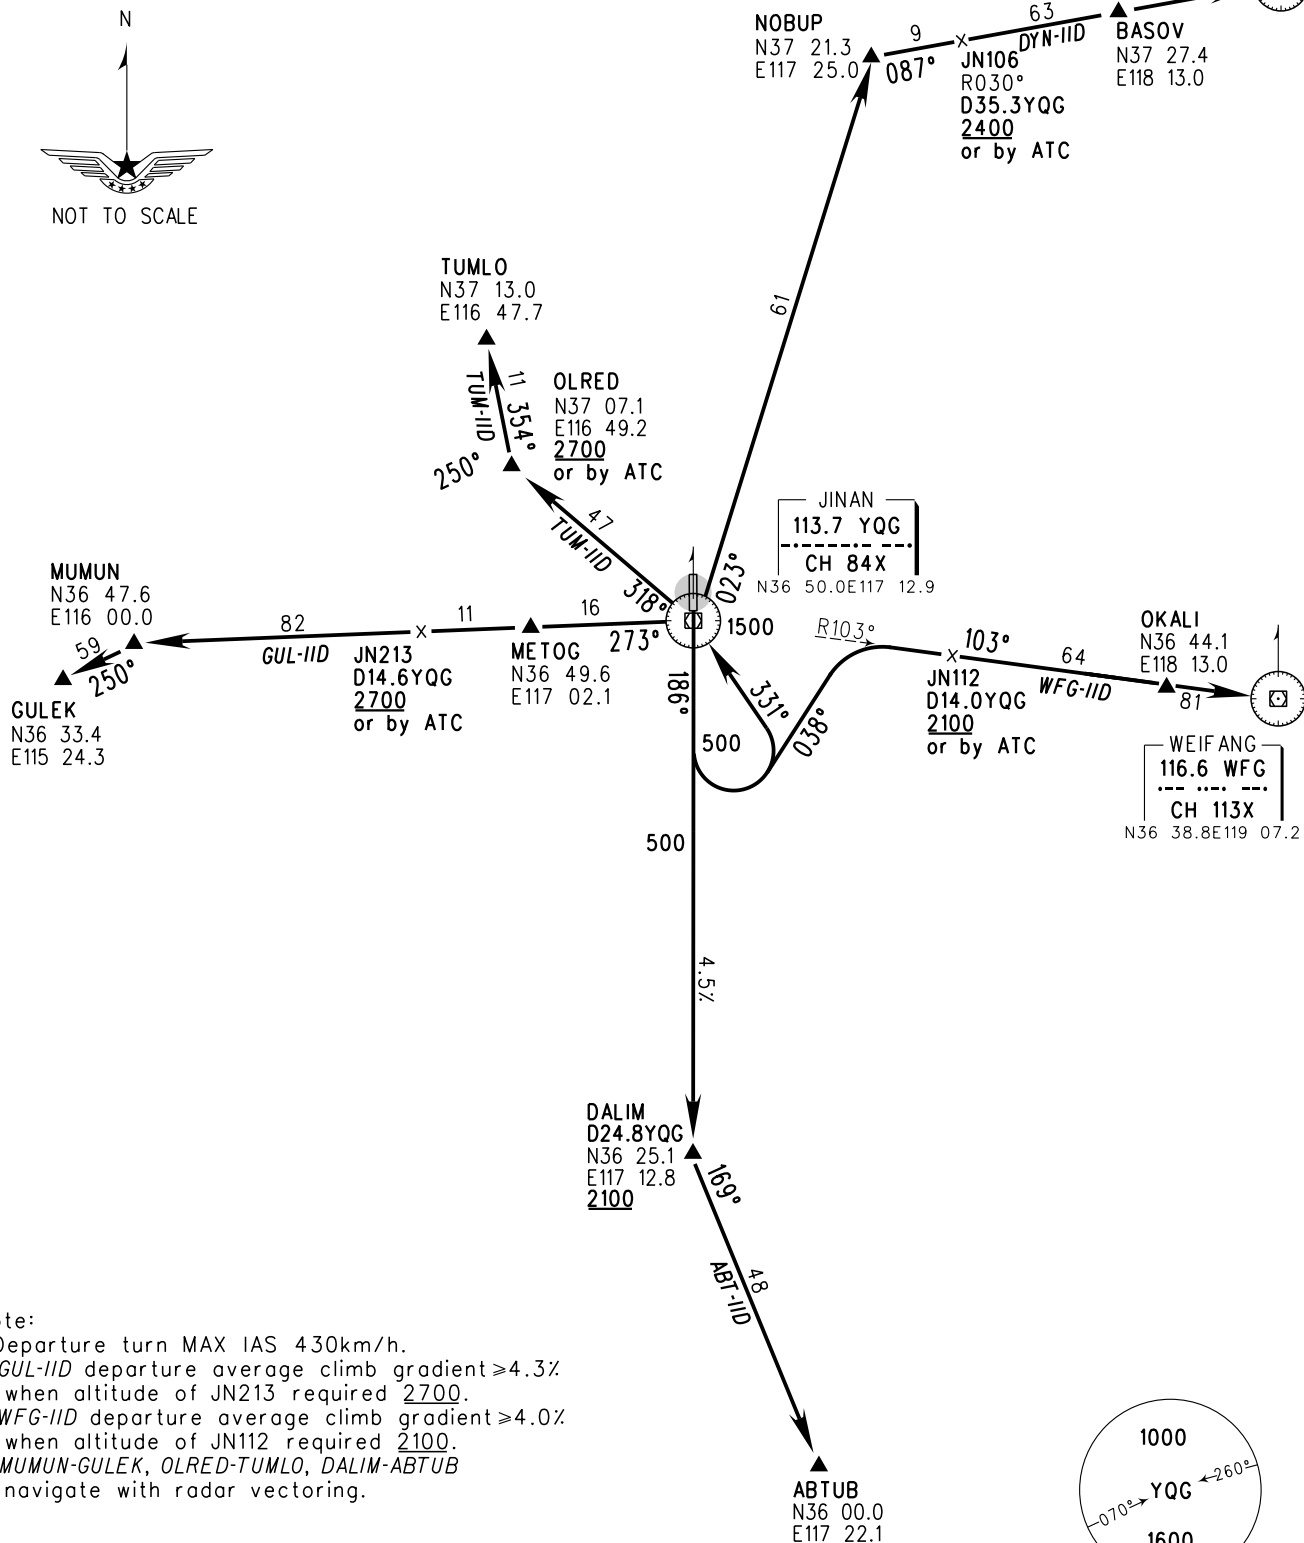 N
NOT TO SCALE
NOBUP
N37 21.3
E117 25.0
9
087°
63
DYN-IID
JN106
R030°
D35.3YQG
2400
or by ATC
BASOV
N37 27.4
E118 13.0
61
TUMLO
N37 13.0
E116 47.7
TUM-IID
11
354°
OLRED
N37 07.1
E116 49.2
2700
or by ATC
250°
47
TUM-IID
318°
023°
JINAN
113.7 YQG
CH 84X
N36 50.0E117 12.9
1500
MUMUN
N36 47.6
E116 00.0
59
250°
GULEK
N36 33.4
E115 24.3
82
GUL-IID
11
JN213
D14.6YQG
2700
or by ATC
16
METOG
N36 49.6
E117 02.1
273°
186°
331°
038°
500
R103°
103°
JN112
D14.0YQG
2100
or by ATC
64
WFG-IID
OKALI
N36 44.1
E118 13.0
81
WEIFANG
116.6 WFG
CH 113X
N36 38.8E119 07.2
500
4.5%
DALIM
D24.8YQG
N36 25.1
E117 12.8
2100
169°
48
ABT-IID
ABTUB
N36 00.0
E117 22.1
te:
Departure turn MAX IAS 430km/h.
GUL-IID departure average climb gradient≥4.3%
when altitude of JN213 required 2700.
WFG-IID departure average climb gradient≥4.0%
when altitude of JN112 required 2100.
MUMUN-GULEK, OLRED-TUMLO, DALIM-ABTUB
navigate with radar vectoring.
1000
260°
YQG
070°
1600